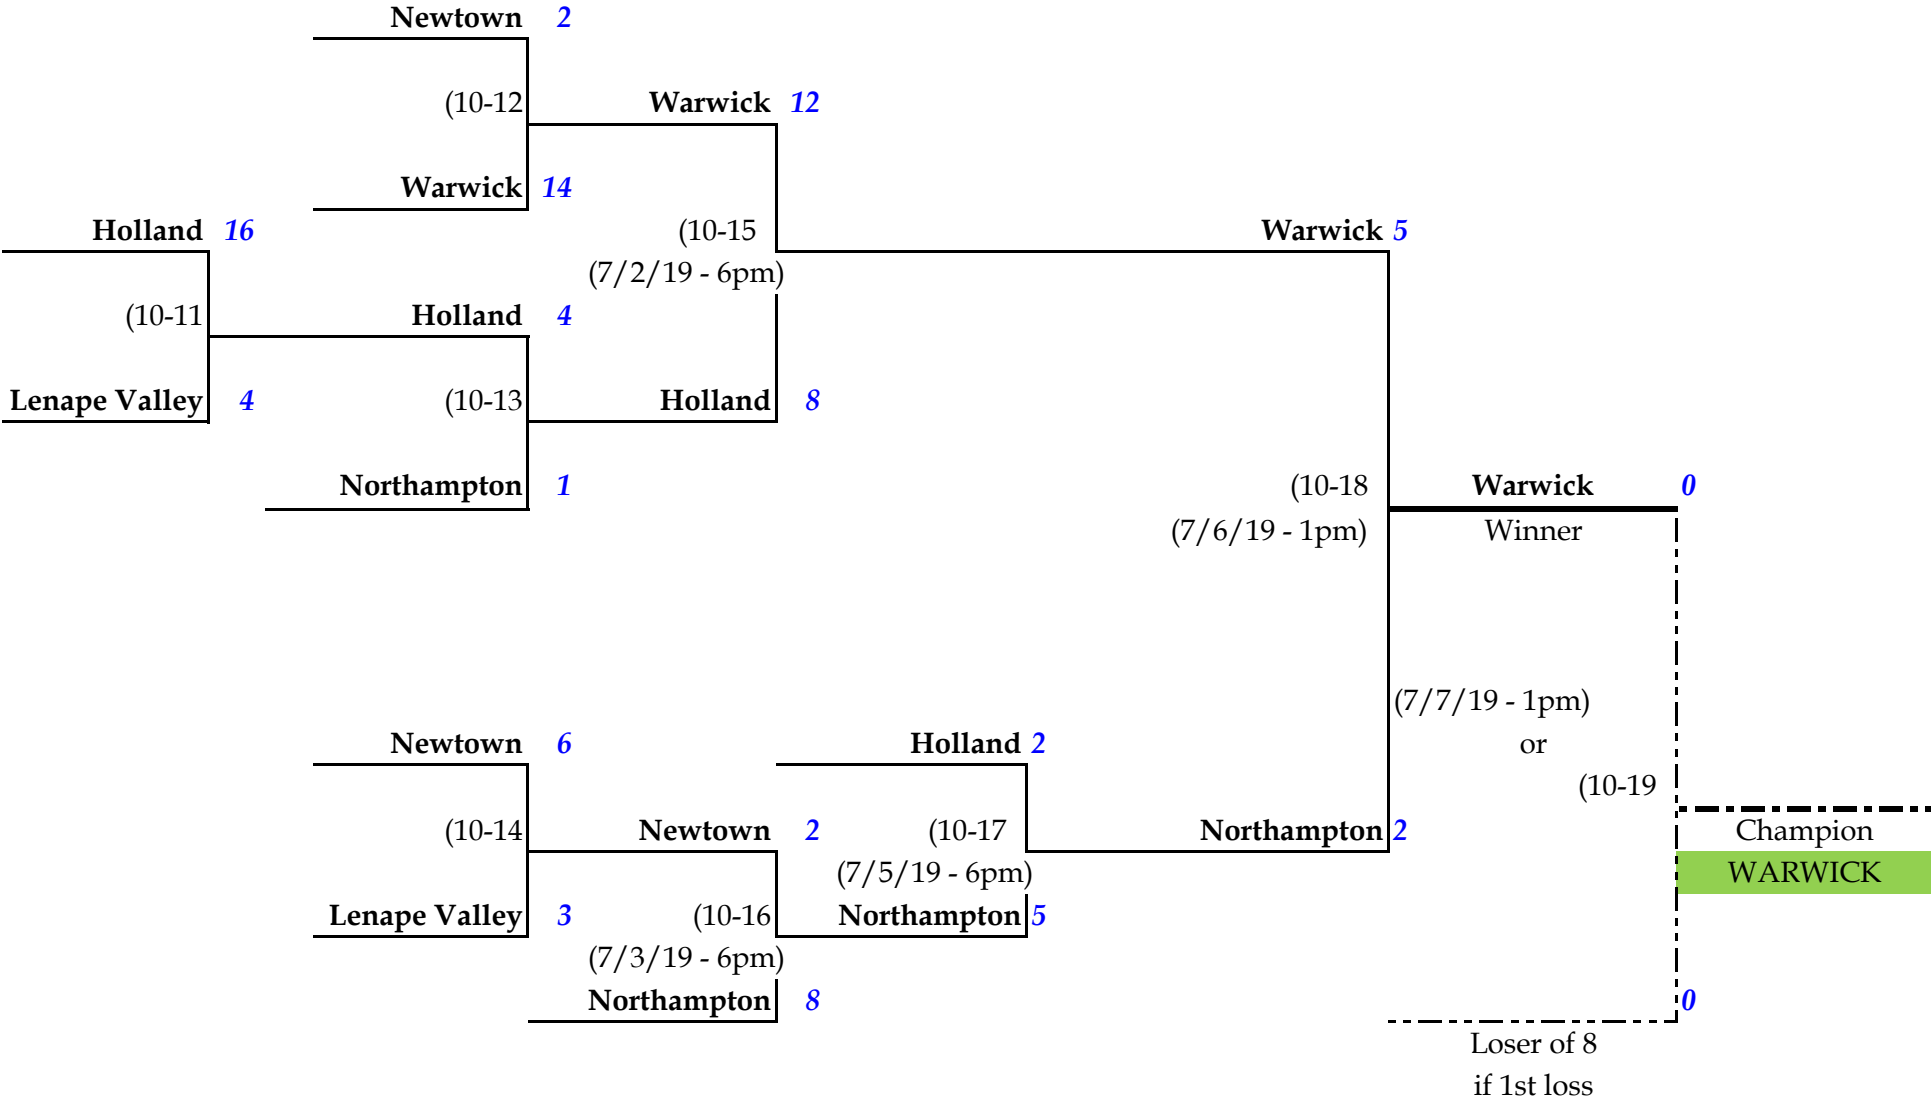 Newtown 2
(10-12 Warwick 12
Warwick 14
Holland 16 (10-15 Warwick 5
(7/2/19 - 6pm)
(10-11 Holland 4
Lenape Valley 4 (10-13 Holland 8
Northampton 1 (10-18 Warwick 0
(7/6/19 - 1pm) Winner
(7/7/19 - 1pm)
Newtown 6 Holland 2 or
(10-19
(10-14 Newtown 2 (10-17 Northampton 2 Champion
(7/5/19 - 6pm) WARWICK
Lenape Valley 3 (10-16 Northampton 5
(7/3/19 - 6pm)
Northampton 8 0
Loser of 8
if 1st loss